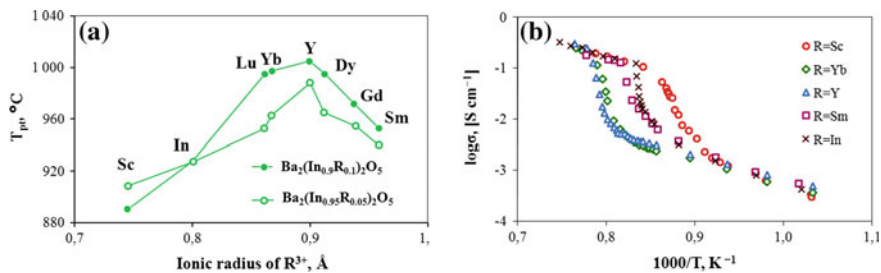 (a)
1 040
1 000
960
920
880
Tₚₜ, °C
Sc
In
Lu
Yb
Y
Dy
Gd
Sm
Ba₂(In₀.₉R₀.₁)₂O₅
Ba₂(In₀.₉₅R₀.₀₅)₂O₅
0,7
0,8
0,9
1,
Ionic radius of R³⁺, Å
(b)
0
-1
-2
-3
-4
logσ, [S cm⁻¹]
R=Sc
R=Yb
R=Y
R=Sm
R=In
0,7
0,8
0,9
1,0
1,1
1000/T, K⁻¹